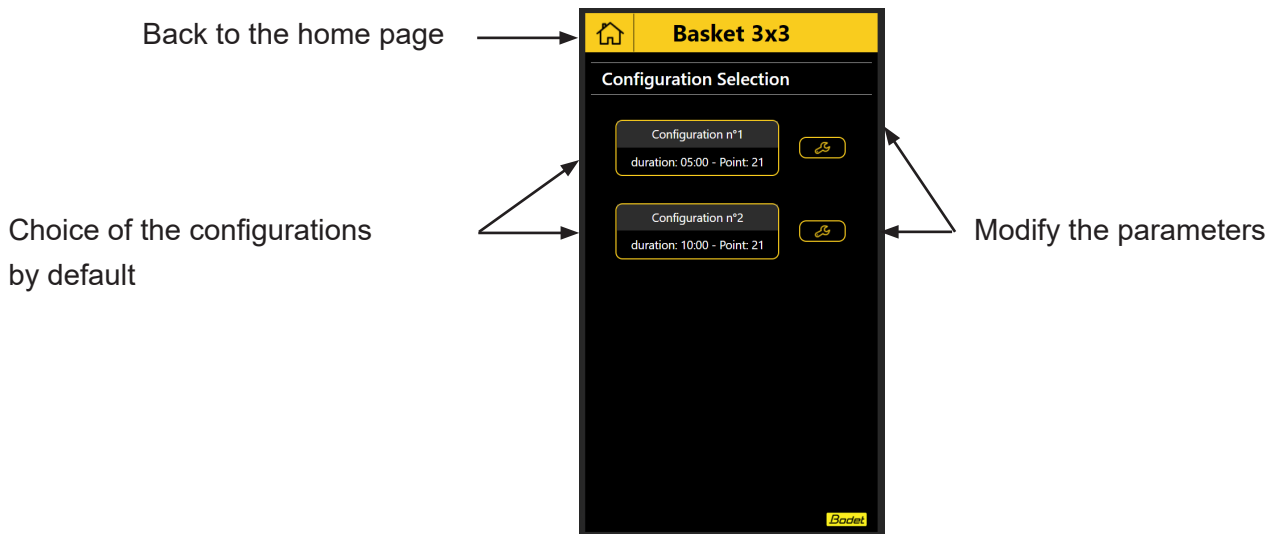 Back to the home page
Basket 3x3
Configuration Selection
Configuration n°1
duration: 05:00 - Point: 21
Choice of the configurations
by default
Configuration n°2
duration: 10:00 - Point: 21
Modify the parameters
Bodet